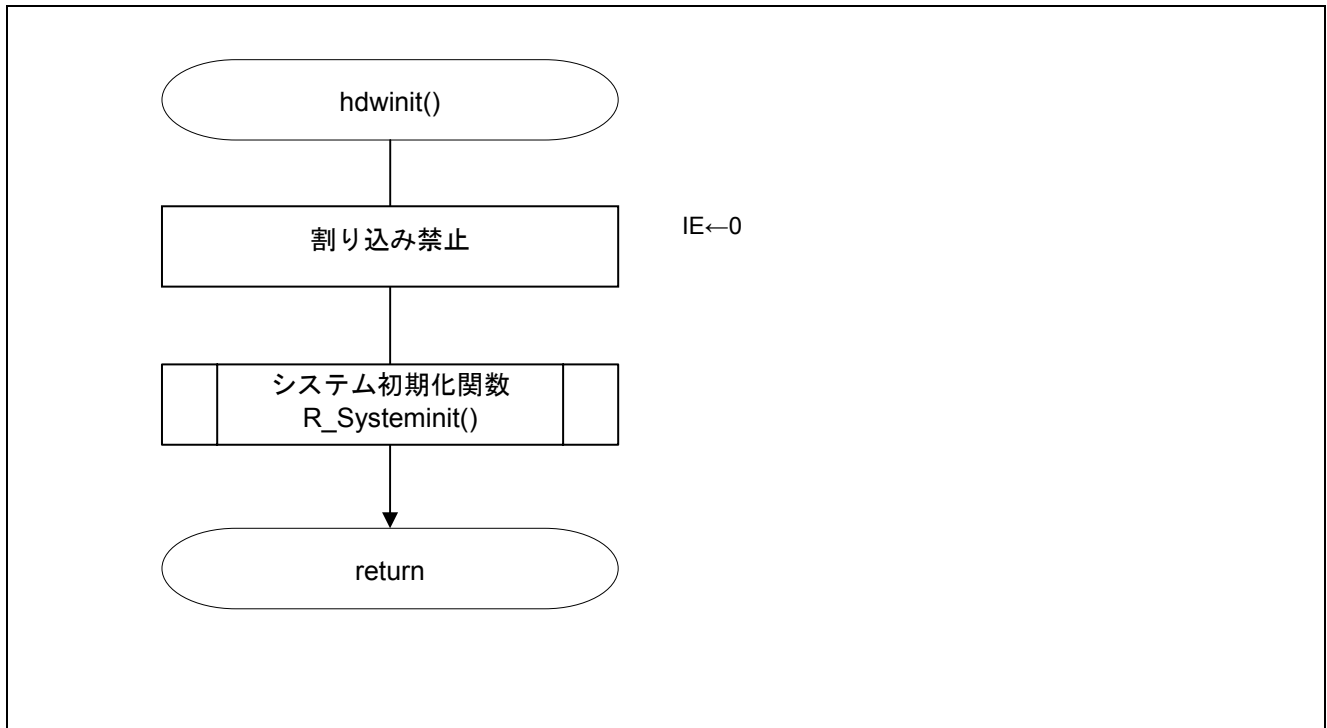 hdwinit()
割り込み禁止
IE←0
システム初期化関数
R_Systeminit()
return